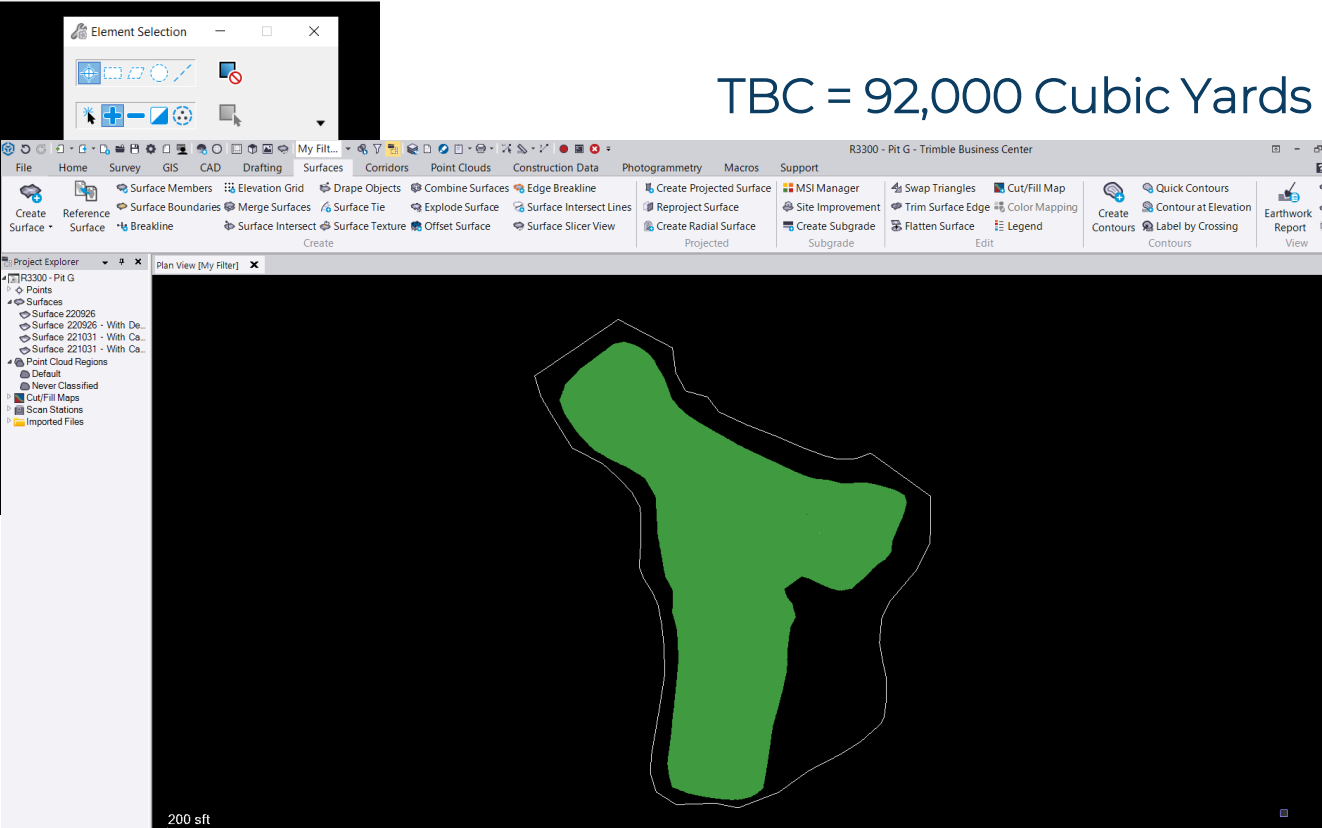 Element Selection
TBC = 92,000 Cubic Yards
My Filt...
R3300 - Pit G - Trimble Business Center
File Home Survey GIS CAD Drafting Surfaces Corridors Point Clouds Construction Data Photogrammetry Macros Support
Surface Members Elevation Grid Drape Objects Combine Surfaces Edge Breakline Create Projected Surface MSI Manager Swap Triangles Cut/Fill Map Quick Contours
Create Surface Reference Surface Surface Boundaries Merge Surfaces Surface Tie Explode Surface Surface Intersect Lines Reproject Surface Site Improvement Trim Surface Edge Color Mapping Create Contours Contour at Elevation Earthwork Report
Breakline Surface Intersect Surface Texture Offset Surface Surface Slicer View Create Radial Surface Create Subgrade Flatten Surface Legend Label by Crossing
Create Projected Subgrade Edit Contours View
Project Explorer
Plan View [My Filter]
R3300 - Pit G
Points
Surfaces
Surface 220926
Surface 220926 - With De...
Surface 221031 - With Ca...
Surface 221031 - With Ca...
Point Cloud Regions
Default
Never Classified
Cut/Fill Maps
Scan Stations
Imported Files
200 sft